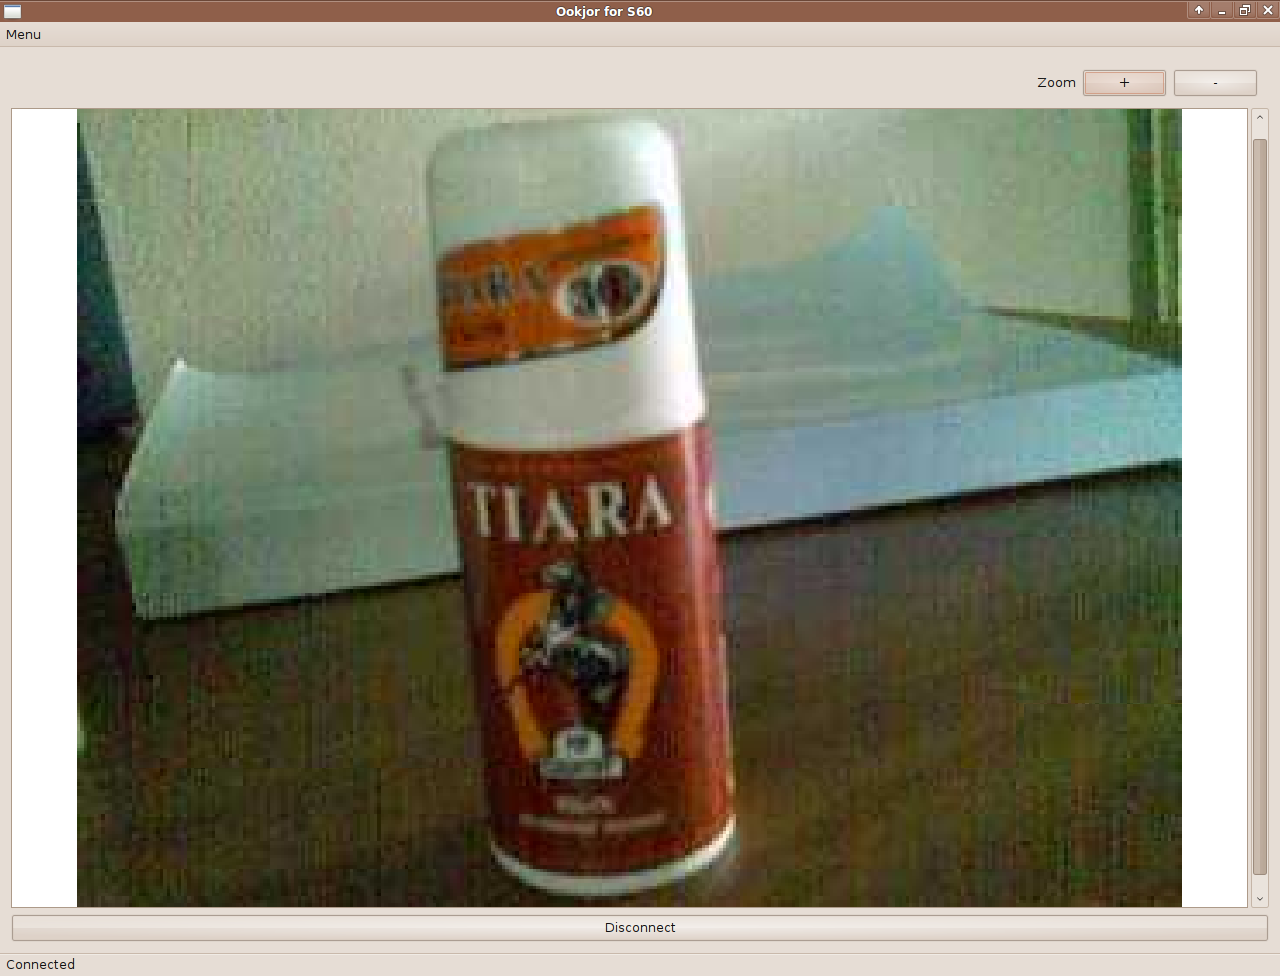 Ookjor for S60
Menu
Zoom + -
TIARA
Disconnect
Connected